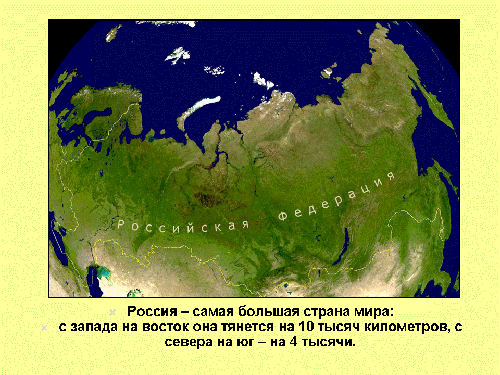 Российская Федерация
Россия – самая большая страна мира:
с запада на восток она тянется на 10 тысяч километров, с
севера на юг – на 4 тысячи.